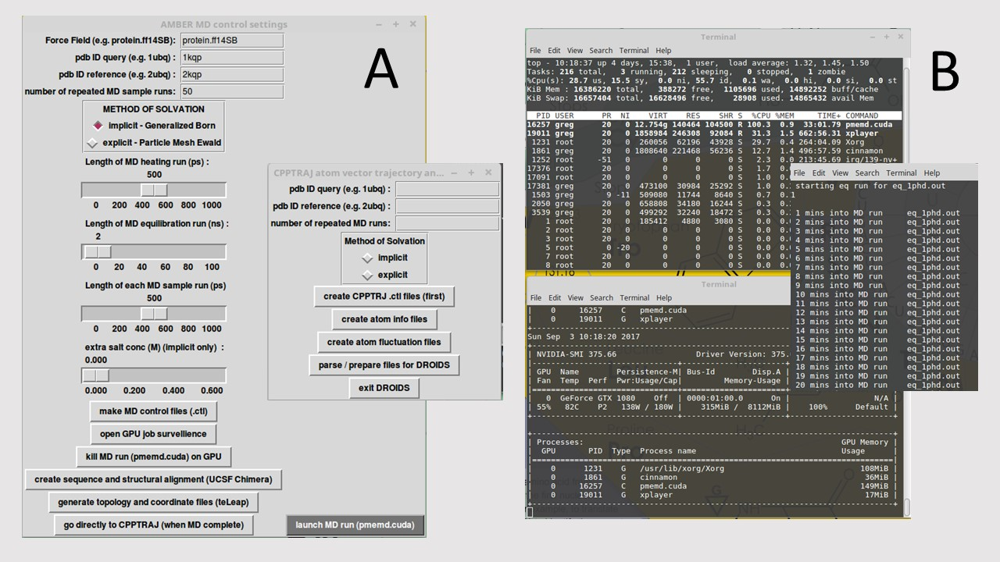 AMBER MD control settings
Force Field (e.g. protein.ff14SB): protein.ff14SB
pdb ID query (e.g. 1ubq) : 1kqp
pdb ID reference (e.g. 2ubq) : 2kqp
number of repeated MD sample runs: 50
METHOD OF SOLVATION
implicit - Generalized Born
explicit - Particle Mesh Ewald
Length of MD heating run (ps) :
500
0 200 400 600 800 1000
Length of MD equilibration run (ns) :
2
0 20 40 60 80 100
Length of each MD sample run (ps)
500
0 200 400 600 800 1000
extra salt conc (M) (implicit only) :
0.000
0.000 0.200 0.400 0.600
make MD control files (.ctl)
open GPU job survellience
kill MD run (pmemd.cuda) on GPU
create sequence and structural alignment (UCSF Chimera)
generate topology and coordinate files (teLeap)
go directly to CPPTRAJ (when MD complete)
launch MD run (pmemd.cuda)
A
CPPTRAJ atom vector trajectory an...
pdb ID query (e.g. 1ubq) :
pdb ID reference (e.g. 2ubq) :
number of repeated MD runs:
Method of Solvation
implicit
explicit
create CPPTRJ .ctl files (first)
create atom info files
create atom fluctuation files
parse / prepare files for DROIDS
exit DROIDS
B
Terminal
File Edit View Search Terminal Help
top - 10:18:37 up 4 days, 15:38, 1 user, load average: 1.32, 1.45, 1.50
Tasks: 216 total, 3 running, 212 sleeping, 0 stopped, 1 zombie
%Cpu(s): 28.7 us, 15.5 sy, 0.0 ni, 55.7 id, 0.1 wa, 0.0 hi, 0.0 si, 0.0 st
KiB Mem : 16386220 total, 388272 free, 1105696 used, 14892252 buff/cache
KiB Swap: 16657404 total, 16628496 free, 28908 used. 14865432 avail Mem
PID USER PR NI VIRT RES SHR S %CPU %MEM TIME+ COMMAND
16257 greg 20 0 12.754g 140464 104500 R 100.3 0.9 33:01.79 pmemd.cuda
19011 greg 20 0 1858984 246308 92084 R 31.3 1.5 662:56.31 xplayer
1231 root 20 0 260056 62196 43928 S 29.7 0.4 264:04.09 Xorg
1861 greg 20 0 1808640 221468 56236 S 12.7 1.4 496:57.59 cinnamon
1252 root -51 0 0 0 0 S 2.3 0.0 213:45.69 irq/139-nv+
17376 root 20 0 0 0 0 S 1.7 0.
17091 root 20 0 0 0 0 S 1.0 0.
17381 greg 20 0 473100 30984 25292 S 1.0 0.
1503 greg 9 -11 509080 11744 8640 S 0.7 0.1
2050 greg 20 0 658808 34180 16244 S 0.3 0.
3539 greg 20 0 499292 32240 18472 S 0.3 0.
1 root 20 0 185412 4880 3080 S 0.3 0.
2 root 20 0 0 0 0 S 0.0 0.
3 root 20 0 0 0 0 S 0.0 0.
5 root 0 -20 0 0 0 S 0.0 0.
7 root 20 0 0 0 0 S 0.0 0.
8 root 20 0 0 0 0 S 0.0 0.
File Edit View Search Terminal Help
starting eq run for eq_1phd.out
1 mins into MD run eq_1phd.out
2 mins into MD run eq_1phd.out
3 mins into MD run eq_1phd.out
4 mins into MD run eq_1phd.out
5 mins into MD run eq_1phd.out
6 mins into MD run eq_1phd.out
7 mins into MD run eq_1phd.out
8 mins into MD run eq_1phd.out
9 mins into MD run eq_1phd.out
10 mins into MD run eq_1phd.out
11 mins into MD run eq_1phd.out
12 mins into MD run eq_1phd.out
13 mins into MD run eq_1phd.out
14 mins into MD run eq_1phd.out
15 mins into MD run eq_1phd.out
16 mins into MD run eq_1phd.out
17 mins into MD run eq_1phd.out
18 mins into MD run eq_1phd.out
19 mins into MD run eq_1phd.out
20 mins into MD run eq_1phd.out
Terminal
File Edit View Search Terminal Help
| 0 16257 C pmemd.cuda
| 0 19011 G xplayer
Sun Sep 3 10:18:20 2017
| NVIDIA-SMI 375.66 Driver Version: 375.
| GPU Name Persistence-M| Bus-Id Disp.A
| Fan Temp Perf Pwr:Usage/Cap| Memory-Usage
| 0 GeForce GTX 1080 Off | 0000:01:00.0 On | N/A |
| 55% 82C P2 138W / 180W | 315MiB / 8112MiB | 100% Default |
| Processes: GPU Memory |
| GPU PID Type Process name Usage |
| 0 1231 G /usr/lib/xorg/Xorg 108MiB |
| 0 1861 G cinnamon 36MiB |
| 0 16257 C pmemd.cuda 149MiB |
| 0 19011 G xplayer 17MiB |